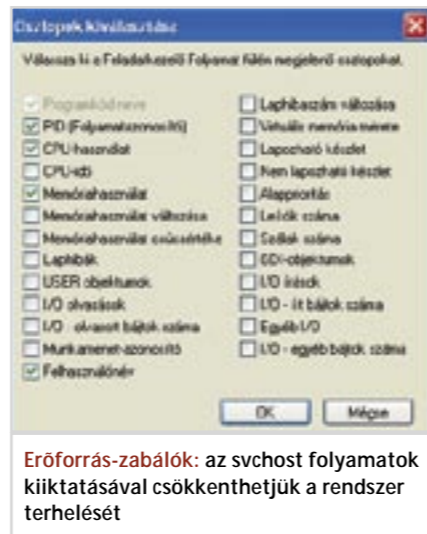 Oszlopok kiválasztása
Válassza ki a Feladatkezelő Folyamat fülén megjelenő oszlopokat.
Programkód neve
PID (Folyamatazonosító)
CPU-használat
CPU-idő
Memóriahasználat
Memóriahasználat változása
Memóriahasználat csúcsértéke
Laphibák
USER objektumok
I/O olvasások
I/O - olvasott bájtok száma
Munkamenet-azonosító
Felhasználónév
Laphibaszám változása
Virtuális memória mérete
Lapozható készlet
Nem lapozható készlet
Alapprioritás
Leírók száma
Szálak száma
GDI-objektumok
I/O írások
I/O - írt bájtok száma
Egyéb I/O
I/O - egyéb bájtok száma
OK
Mégse
Erõforrás-zabálók: az svchost folyamatok
kiiktatásával csökkenthetjük a rendszer
terhelését